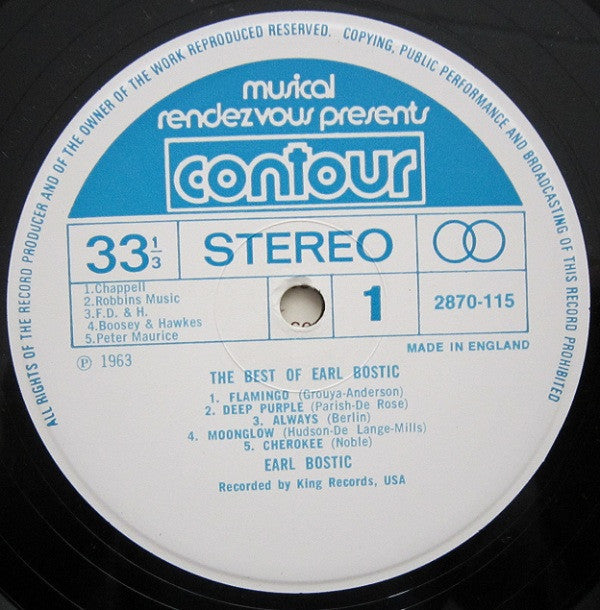 ALL RIGHTS OF THE RECORD PRODUCER AND OF THE OWNER OF THE WORK REPRODUCED RESERVED. COPYING, PUBLIC PERFORMANCE AND BROADCASTING OF THIS RECORD PROHIBITED
musical
rendezvous presents
contour
33 1/3 STEREO
1.Chappell
2.Robbins Music
3.F.D. & H.
4.Boosey & Hawkes
5.Peter Maurice
1 2870-115
℗ 1963
MADE IN ENGLAND
THE BEST OF EARL BOSTIC
1. FLAMINGO (Grouya-Anderson)
2. DEEP PURPLE (Parish-De Rose)
3. ALWAYS (Berlin)
4. MOONGLOW (Hudson-De Lange-Mills)
5. CHEROKEE (Noble)
EARL BOSTIC
Recorded by King Records, USA